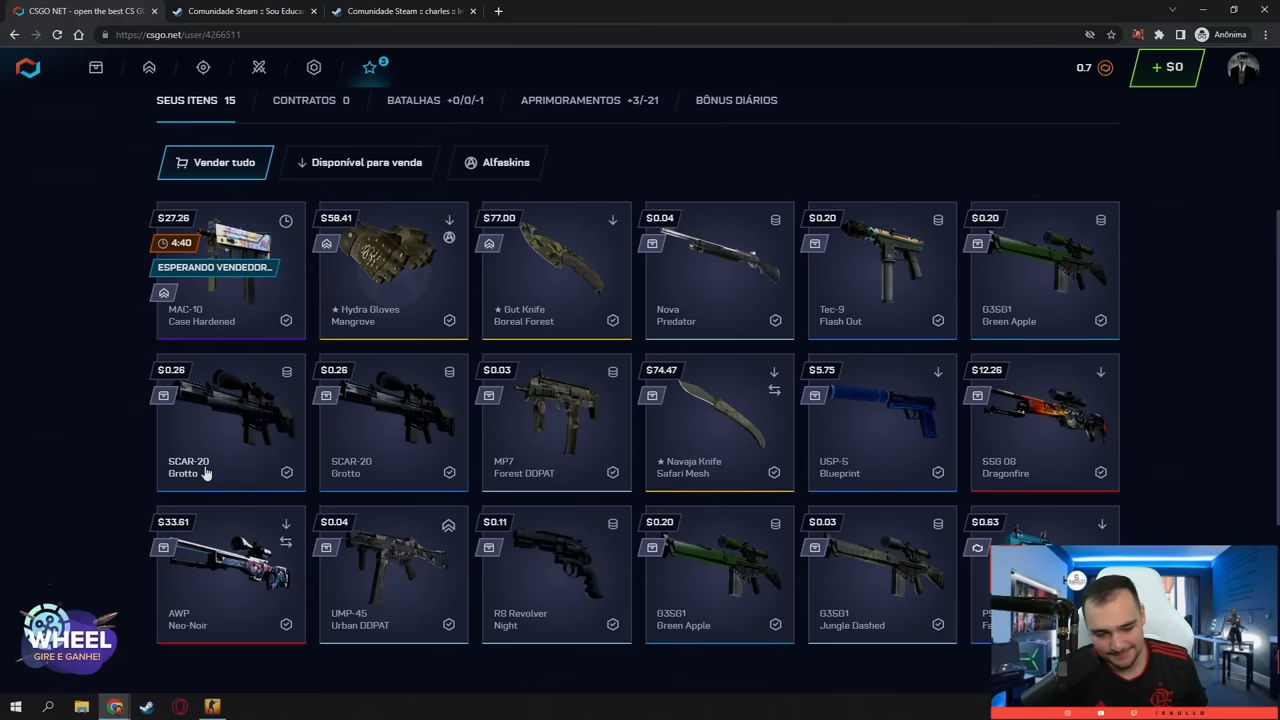 CSGO NET - open the best CS G
Comunidade Steam :: Sou Educa
Comunidade Steam :: charles :: In
https://csgo.net/user/4266511
Anônima
3
0.7
+ $0
SEUS ITENS 15
CONTRATOS 0
BATALHAS +0/0/-1
APRIMORAMENTOS +3/-21
BÔNUS DIÁRIOS
Vender tudo
Disponível para venda
Alfaskins
$27.26
4:40
ESPERANDO VENDEDOR...
MAC-10
Case Hardened
$58.41
★ Hydra Gloves
Mangrove
$77.00
★ Gut Knife
Boreal Forest
$0.04
Nova
Predator
$0.20
Tec-9
Flash Out
$0.20
G3SG1
Green Apple
$0.26
SCAR-20
Grotto
$0.26
SCAR-20
Grotto
$0.03
MP7
Forest DDPAT
$74.47
★ Navaja Knife
Safari Mesh
$5.75
USP-S
Blueprint
$12.26
SSG 08
Dragonfire
$33.61
AWP
Neo-Noir
$0.04
UMP-45
Urban DDPAT
$0.11
R8 Revolver
Night
$0.20
G3SG1
Green Apple
$0.03
G3SG1
Jungle Dashed
$0.63
WHEEL
GIRE E GANHE!